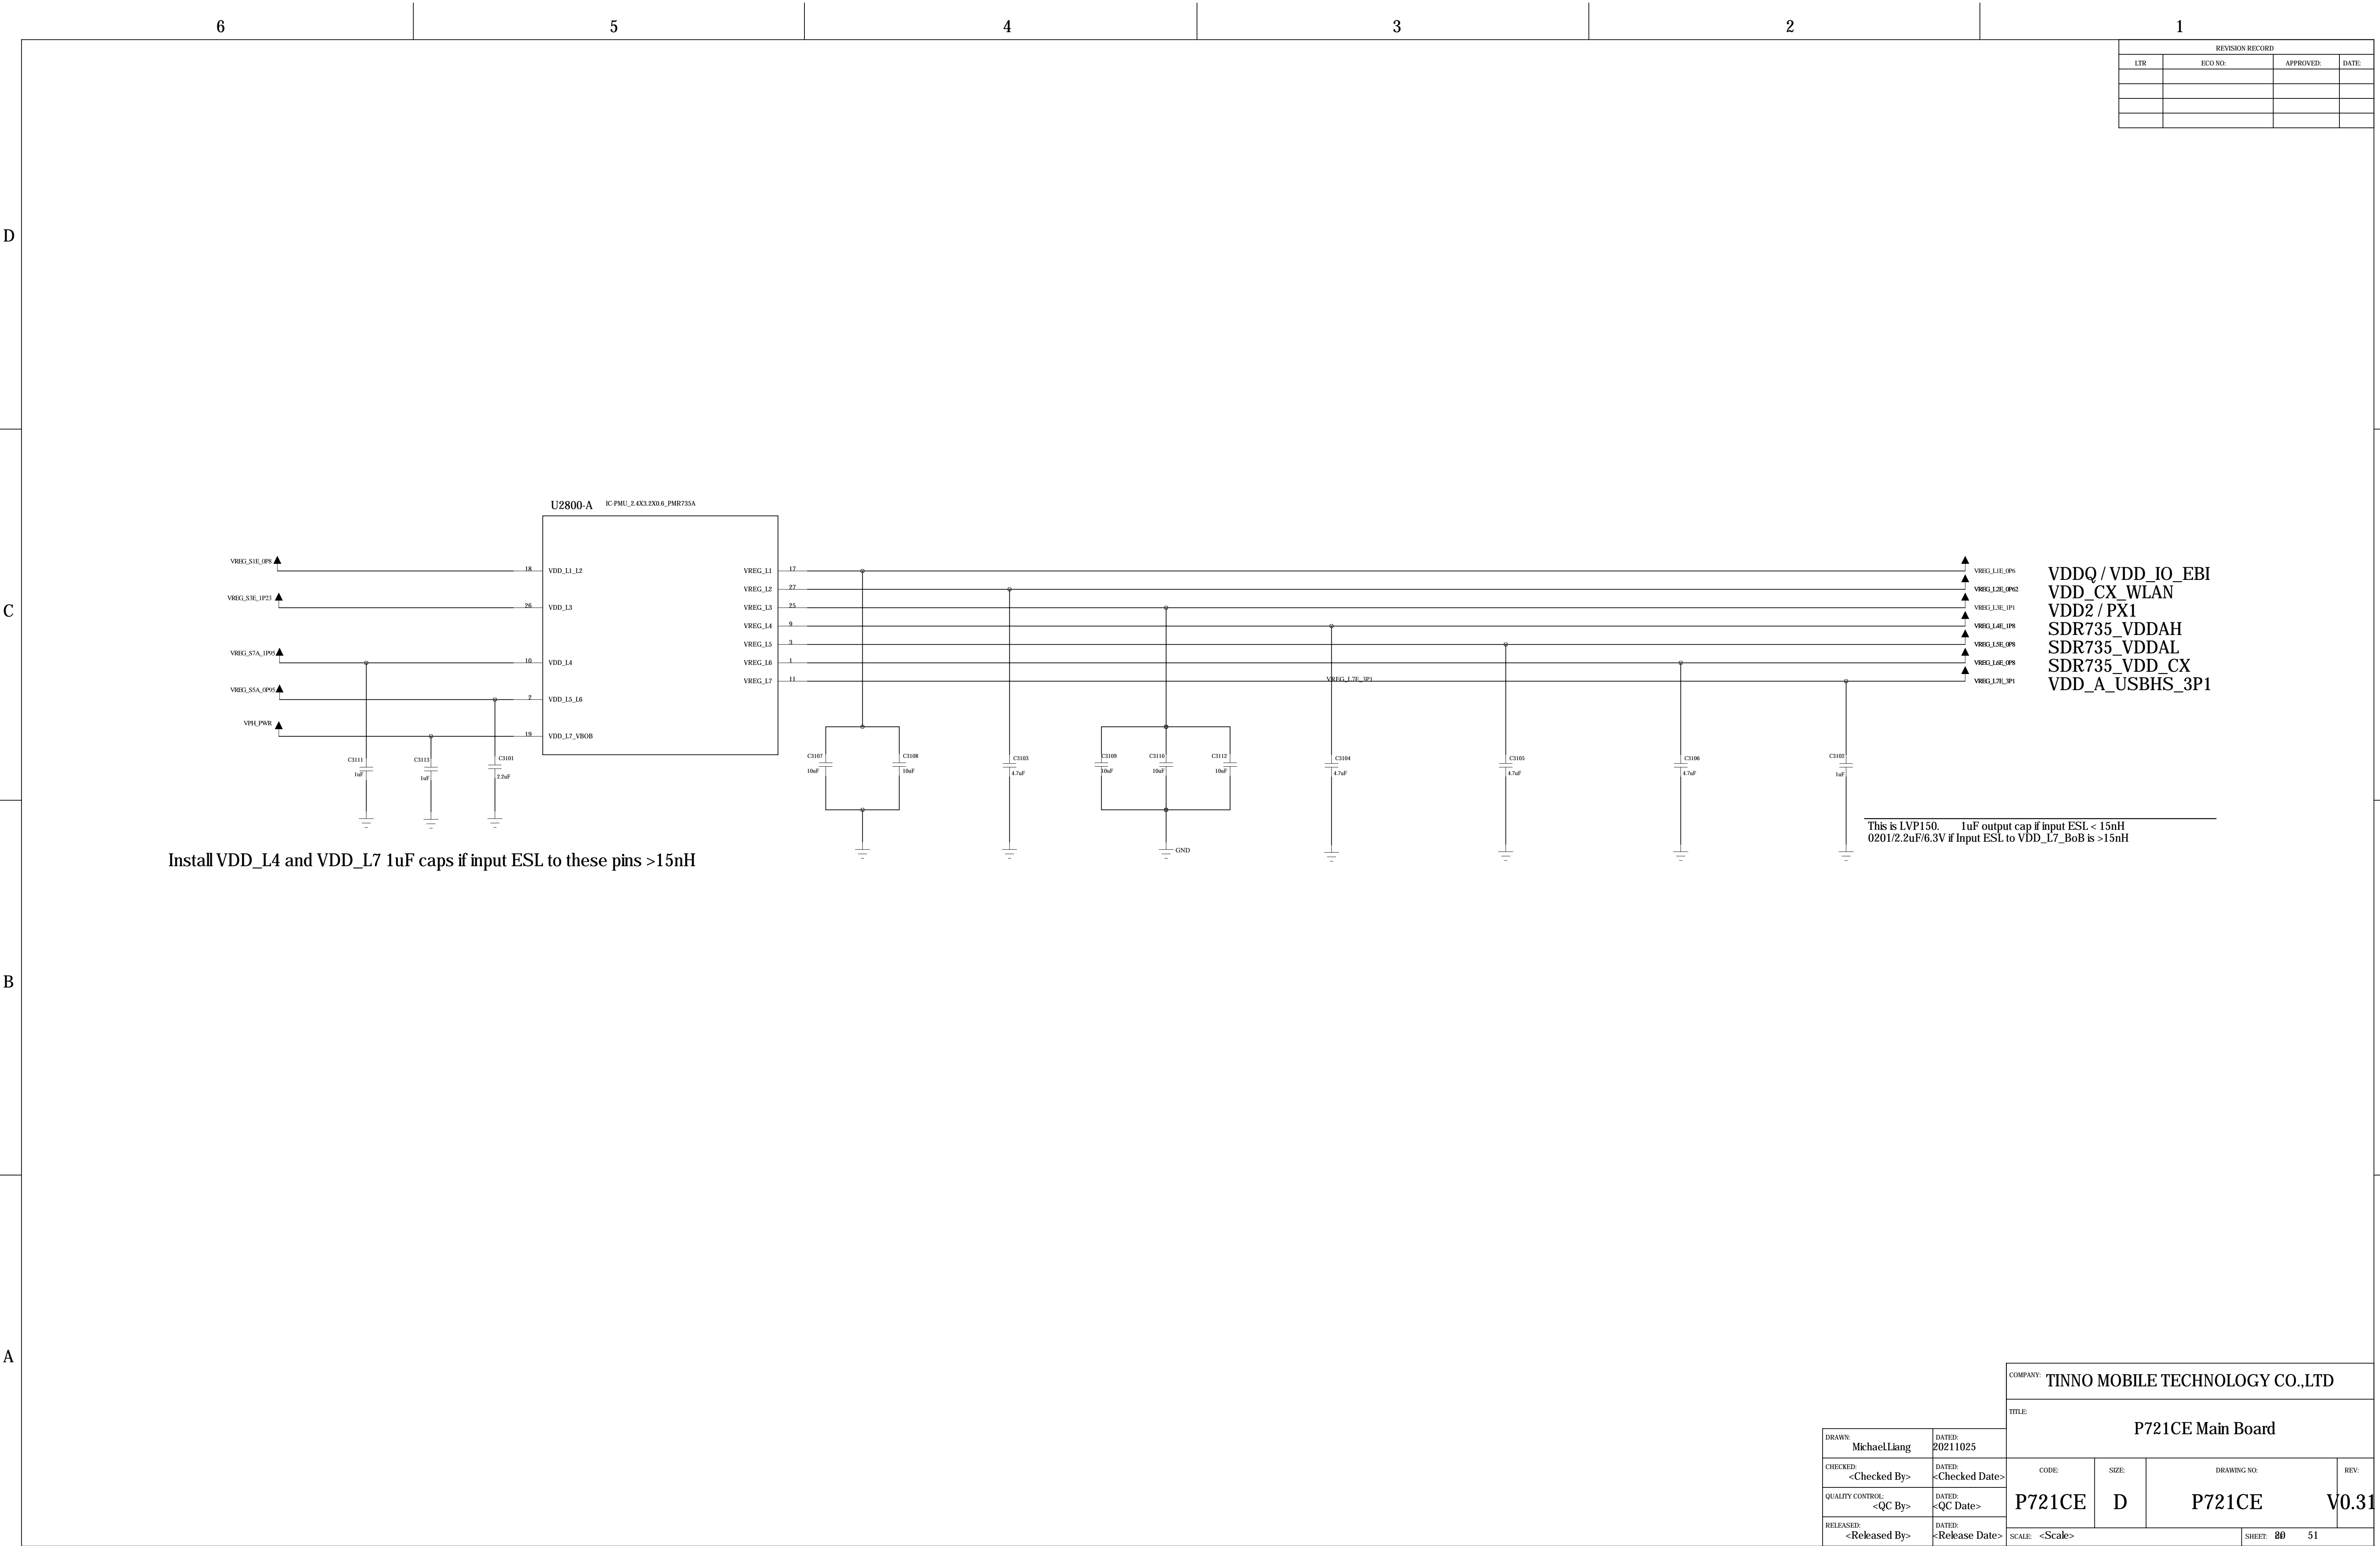 6 5 4 3 2 1
REVISION RECORD
LTR ECO NO: APPROVED: DATE:
D
C
B
A
U2800-A IC-PMU_2.4X3.2X0.6_PMR735A
VREG_S1E_0P8 18 VDD_L1_L2
VREG_S3E_1P23 26 VDD_L3
VREG_S7A_1P95 10 VDD_L4
VREG_S5A_0P95 2 VDD_L5_L6
VPH_PWR 19 VDD_L7_VBOB
VREG_L1 17 VREG_L1E_0P6 VDDQ / VDD_IO_EBI
VREG_L2 27 VREG_L2E_0P62 VDD_CX_WLAN
VREG_L3 25 VREG_L3E_1P1 VDD2 / PX1
VREG_L4 9 VREG_L4E_1P8 SDR735_VDDAH
VREG_L5 3 VREG_L5E_0P8 SDR735_VDDAL
VREG_L6 1 VREG_L6E_0P8 SDR735_VDD_CX
VREG_L7 11 VREG_L7E_3P1 VREG_L7E_3P1 VDD_A_USBHS_3P1
C3111 1uF
C3113 1uF
C3101 2.2uF
C3107 10uF
C3108 10uF
C3103 4.7uF
C3109 10uF
C3110 10uF
C3112 10uF
GND
C3104 4.7uF
C3105 4.7uF
C3106 4.7uF
C3102 1uF
This is LVP150. 1uF output cap if input ESL < 15nH
0201/2.2uF/6.3V if Input ESL to VDD_L7_BoB is >15nH
Install VDD_L4 and VDD_L7 1uF caps if input ESL to these pins >15nH
COMPANY: TINNO MOBILE TECHNOLOGY CO.,LTD
TITLE:
P721CE Main Board
DRAWN: Michael.Liang DATED: 20211025
CHECKED: <Checked By> DATED: <Checked Date>
QUALITY CONTROL: <QC By> DATED: <QC Date>
RELEASED: <Released By> DATED: <Release Date>
CODE: SIZE: DRAWING NO: REV:
P721CE D P721CE V0.31
SCALE: <Scale> SHEET: 51